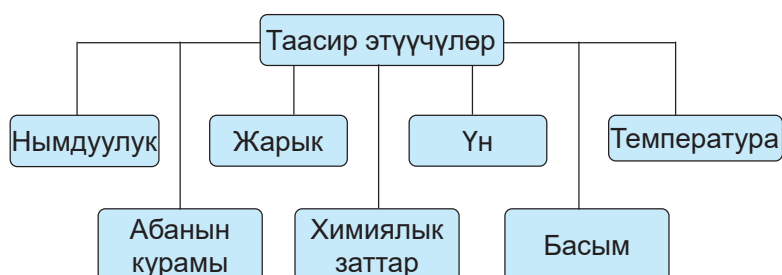 Таасир этүүчүлөр
Нымдуулук
Жарык
Үн
Температура
Абанын
курамы
Химиялык
заттар
Басым